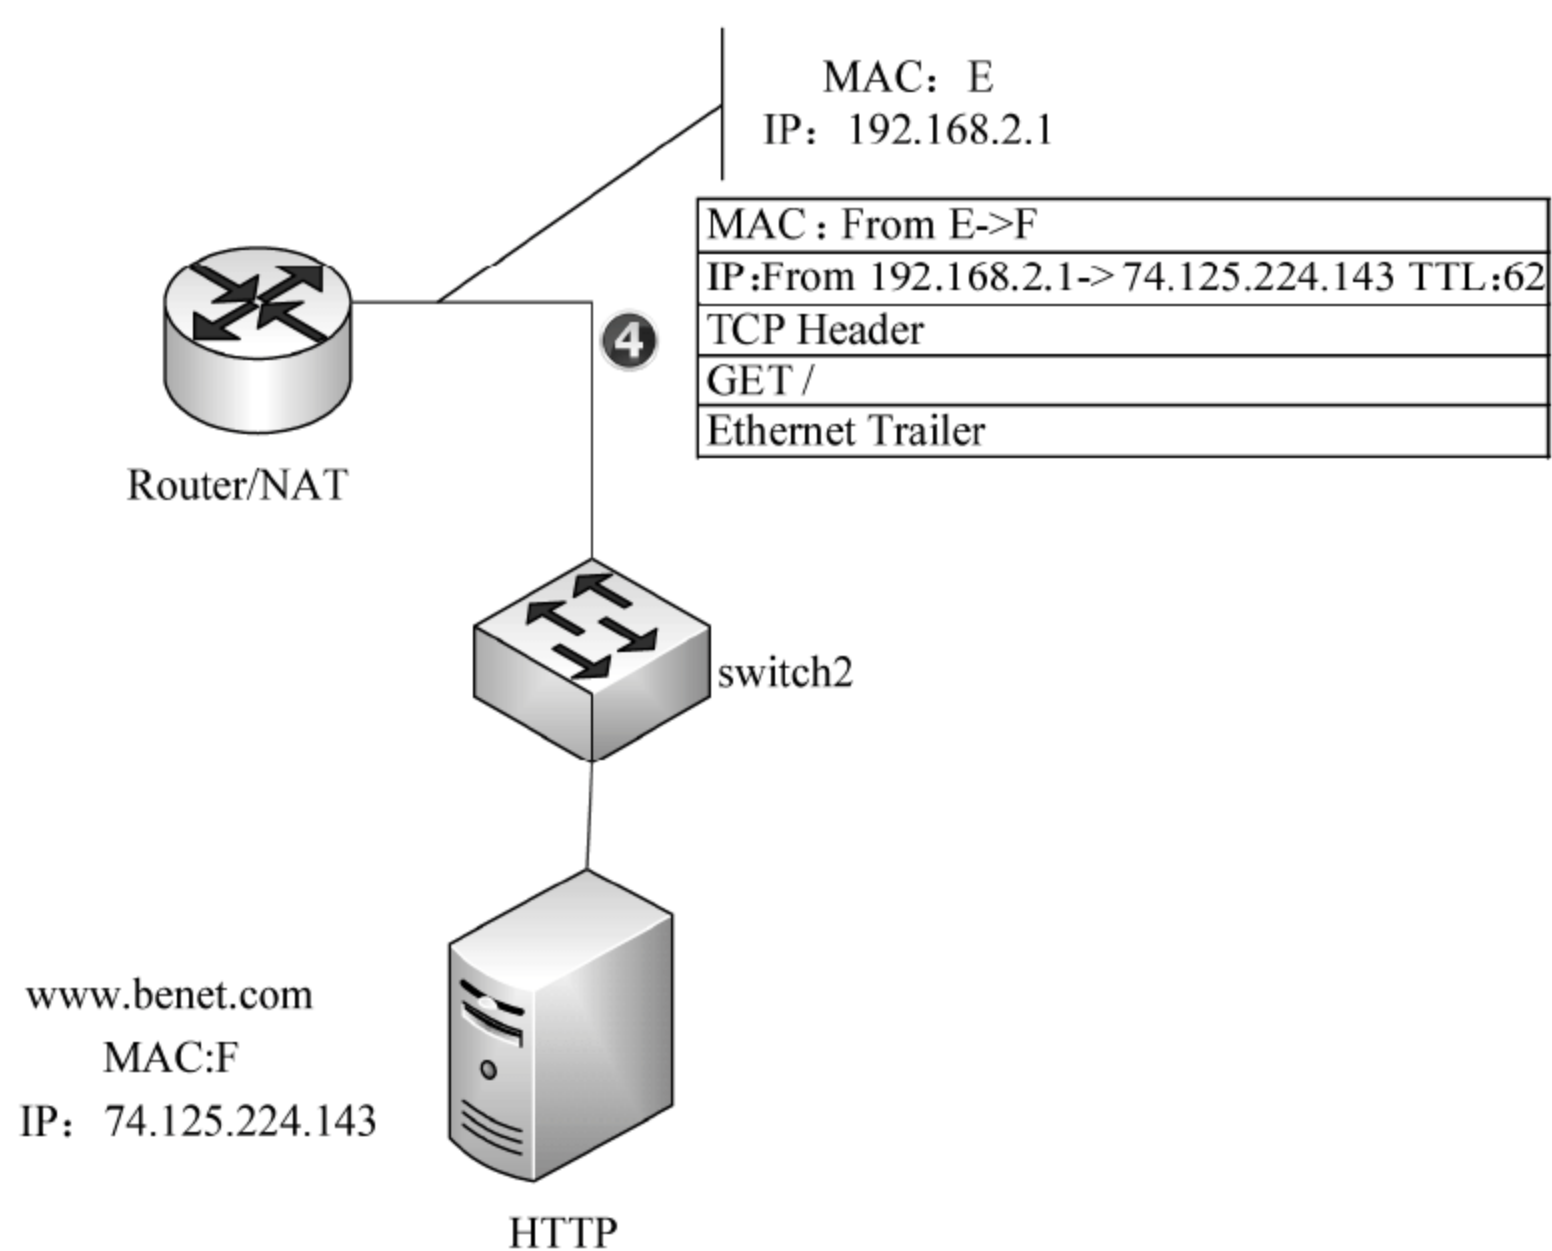 MAC： E
IP： 192.168.2.1
MAC：From E->F
IP:From 192.168.2.1->74.125.224.143 TTL:62
TCP Header
GET /
Ethernet Trailer
4
Router/NAT
switch2
www.benet.com
MAC:F
IP： 74.125.224.143
HTTP